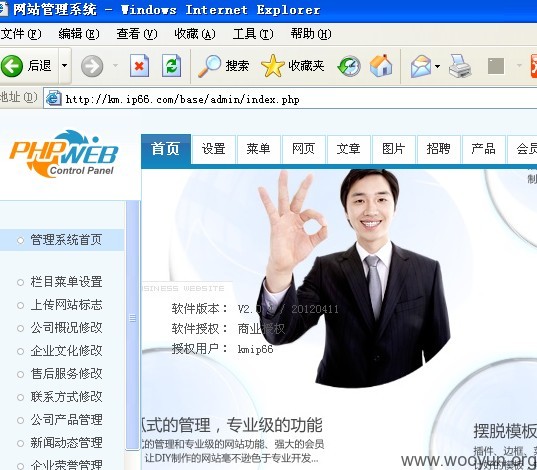 网站管理系统 - Windows Internet Explorer
文件(F) 编辑(E) 查看(V) 收藏(A) 工具(T) 帮助(H)
后退 搜索 收藏夹
地址(D) http://km.ip66.com/base/admin/index.php
PHPWEB
Control Panel
首页 设置 菜单 网页 文章 图片 招聘 产品 会员
管理系统首页
栏目菜单设置
上传网站标志
公司概况修改
企业文化修改
售后服务修改
联系方式修改
公司产品管理
新闻动态管理
企业荣誉管理
制
BUSINESS WEBSITE
软件版本： V2.0. / 20120411
软件授权： 商业授权
授权用户： kmip66
式的管理，专业级的功能
的管理和专业级的网站功能、强大的会员
让DIY制作的网站毫不逊色于专业开发...
摆脱模板
插件、边框、
的模板
www.wooyun.org